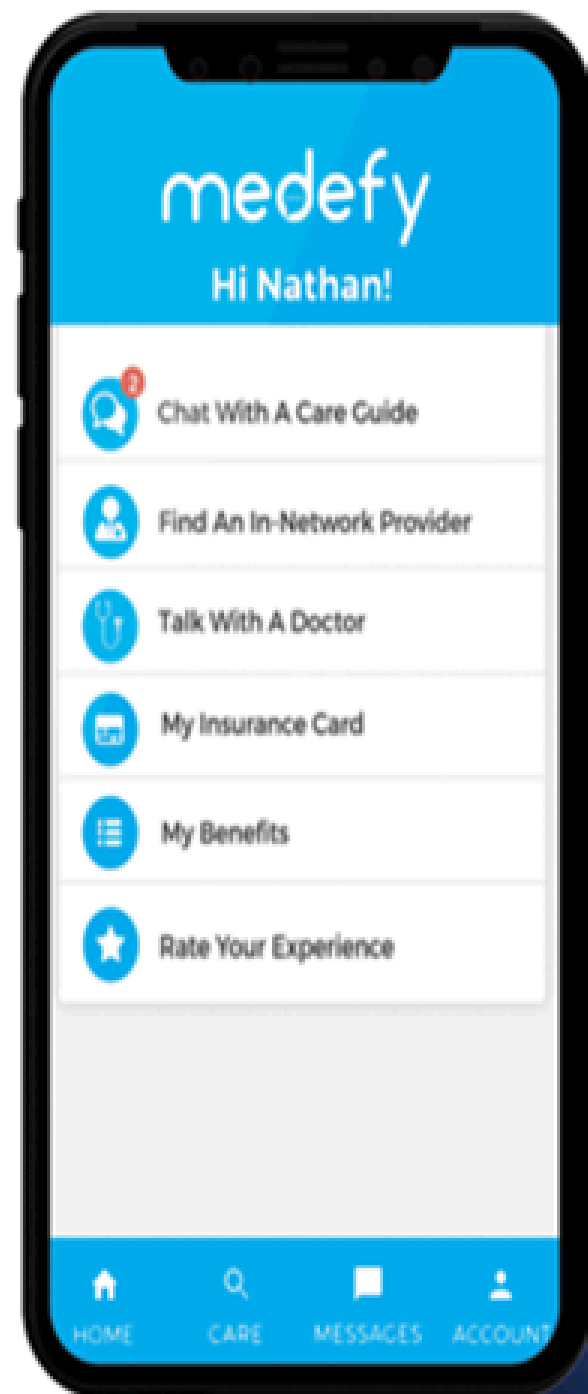 medefy
Hi Nathan!
2
Chat With A Care Guide
Find An In-Network Provider
Talk With A Doctor
My Insurance Card
My Benefits
Rate Your Experience
HOME CARE MESSAGES ACCOUNT